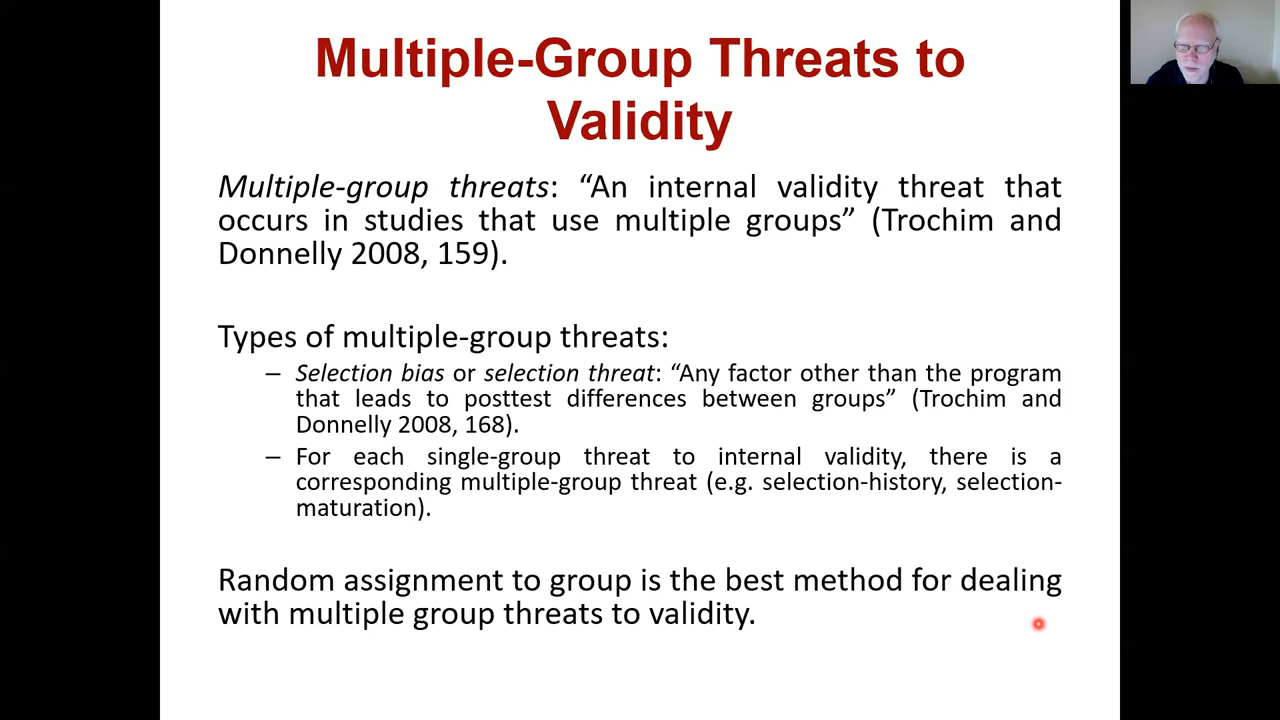 Multiple-Group Threats to
Validity
Multiple-group threats: “An internal validity threat that
occurs in studies that use multiple groups” (Trochim and
Donnelly 2008, 159).
Types of multiple-group threats:
– Selection bias or selection threat: “Any factor other than the program
that leads to posttest differences between groups” (Trochim and
Donnelly 2008, 168).
– For each single-group threat to internal validity, there is a
corresponding multiple-group threat (e.g. selection-history, selection-
maturation).
Random assignment to group is the best method for dealing
with multiple group threats to validity.